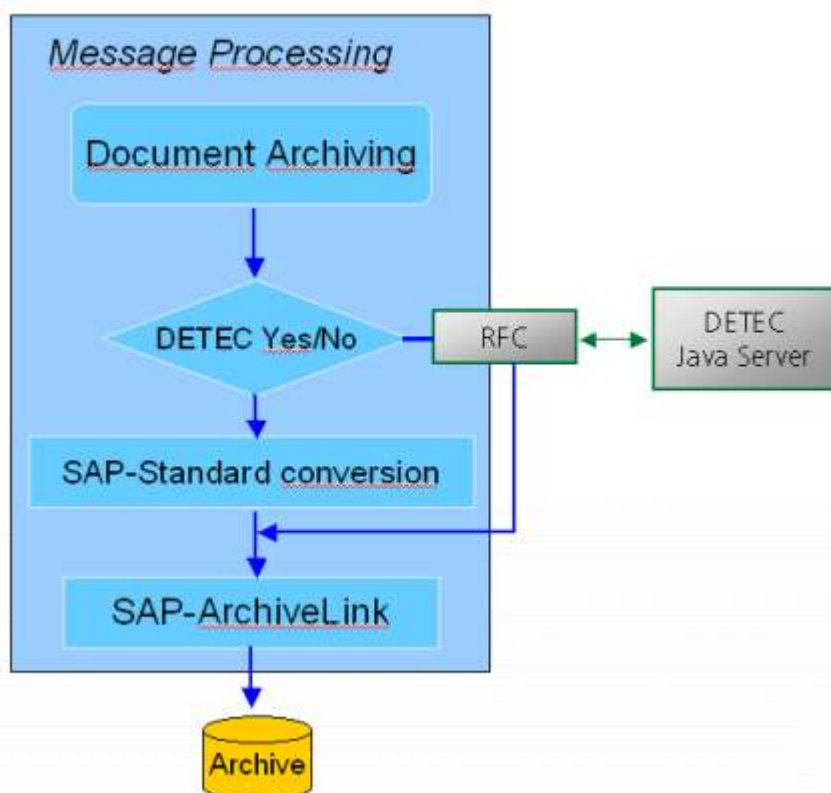 Message Processing
Document Archiving
DETEC Yes/No
RFC
DETEC
Java Server
SAP-Standard conversion
SAP-ArchiveLink
Archive